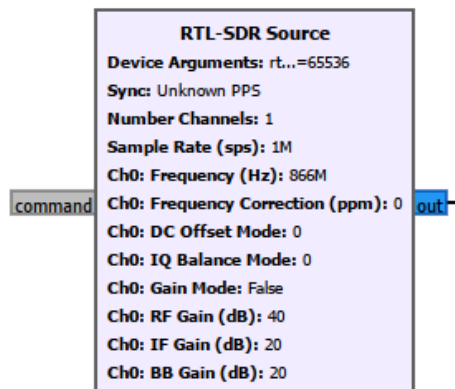 RTL-SDR Source
Device Arguments: rt...=65536
Sync: Unknown PPS
Number Channels: 1
Sample Rate (sps): 1M
Ch0: Frequency (Hz): 866M
command
Ch0: Frequency Correction (ppm): 0
out
Ch0: DC Offset Mode: 0
Ch0: IQ Balance Mode: 0
Ch0: Gain Mode: False
Ch0: RF Gain (dB): 40
Ch0: IF Gain (dB): 20
Ch0: BB Gain (dB): 20